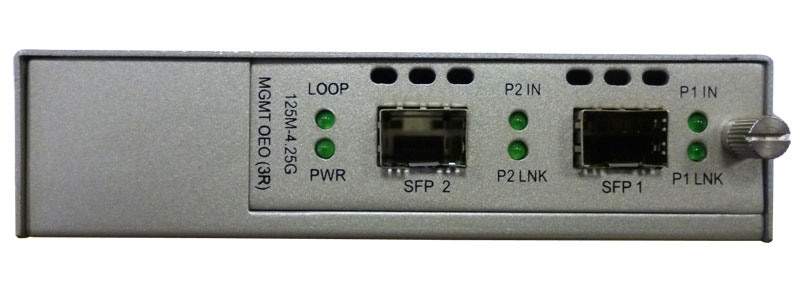 MGMT OEO (3R)
125M-4.25G
LOOP
PWR
SFP 2
P2 IN
P2 LNK
SFP 1
P1 IN
P1 LNK